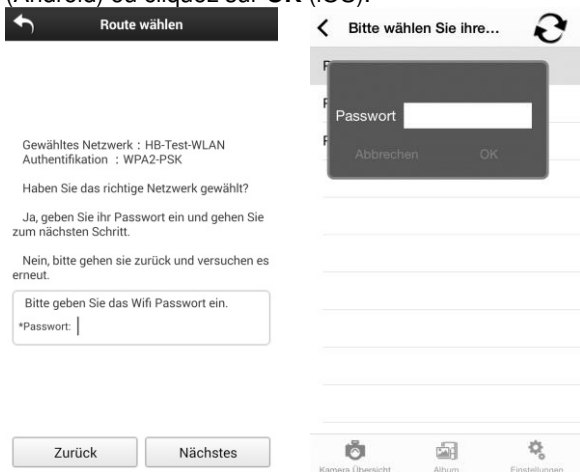 (Android) ou cliquez sur OK (iOS).
Route wählen
Gewähltes Netzwerk : HB-Test-WLAN
Authentifikation : WPA2-PSK
Haben Sie das richtige Netzwerk gewählt?
Ja, geben Sie ihr Passwort ein und gehen Sie
zum nächsten Schritt.
Nein, bitte gehen sie zurück und versuchen es
erneut.
Bitte geben Sie das Wifi Passwort ein.
*Passwort:
Zurück
Nächstes
Bitte wählen Sie ihre...
Passwort
Abbrechen
OK
Kamera Übersicht
Album
Einstellungen